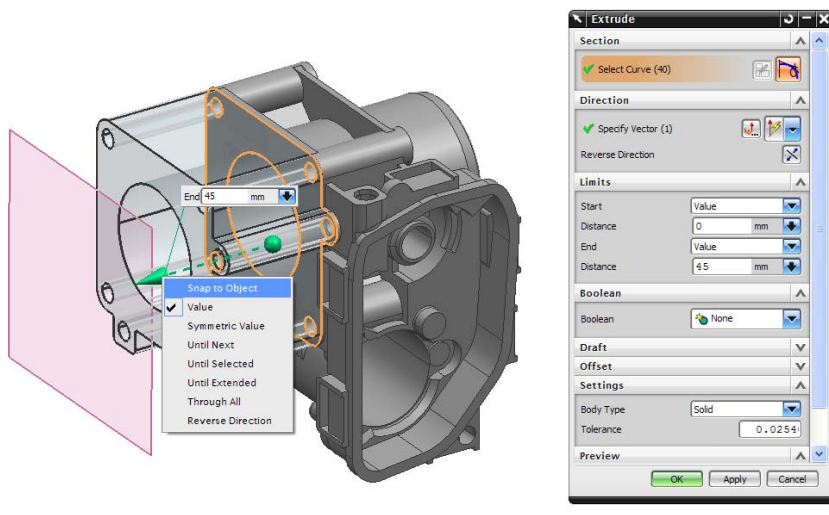 End 45 mm
Snap to Object
Value
Symmetric Value
Until Next
Until Selected
Until Extended
Through All
Reverse Direction
Extrude
Section
Select Curve (40)
Direction
Specify Vector (1)
Reverse Direction
Limits
Start Value
Distance 0 mm
End Value
Distance 45 mm
Boolean
Boolean None
Draft
Offset
Settings
Body Type Solid
Tolerance 0.0254
Preview
OK Apply Cancel